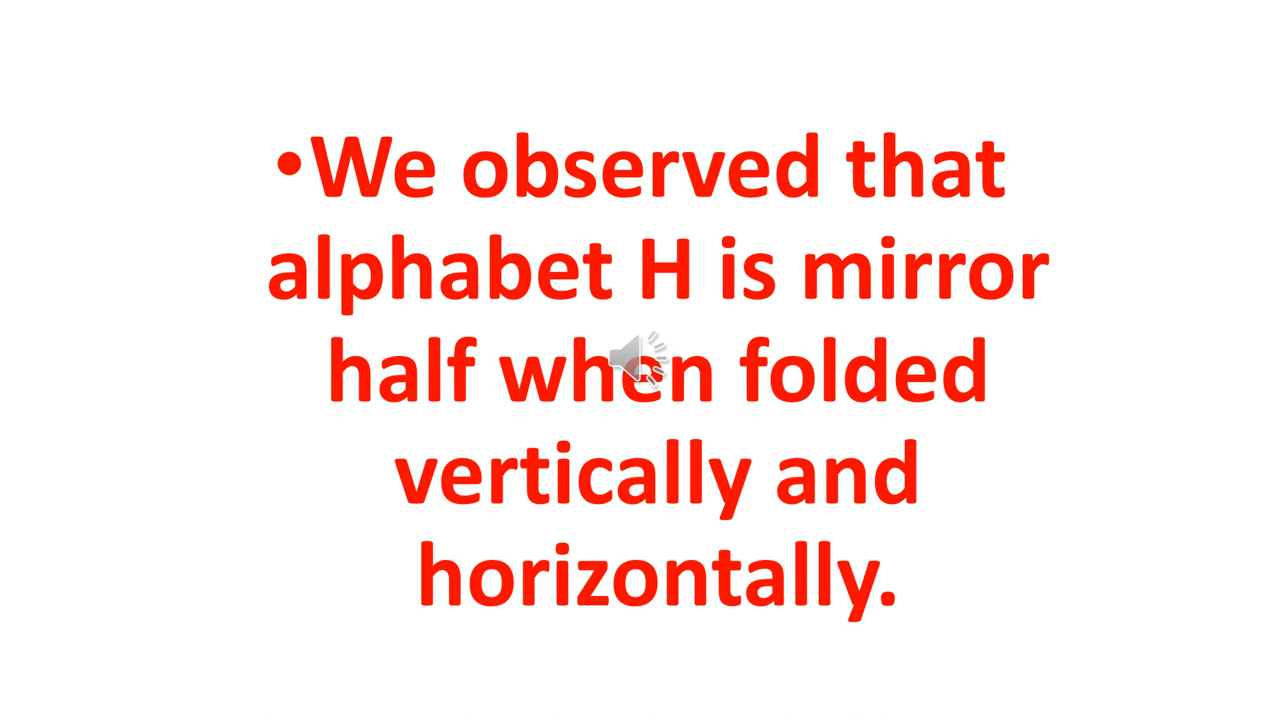 •We observed that
alphabet H is mirror
half when folded
vertically and
horizontally.